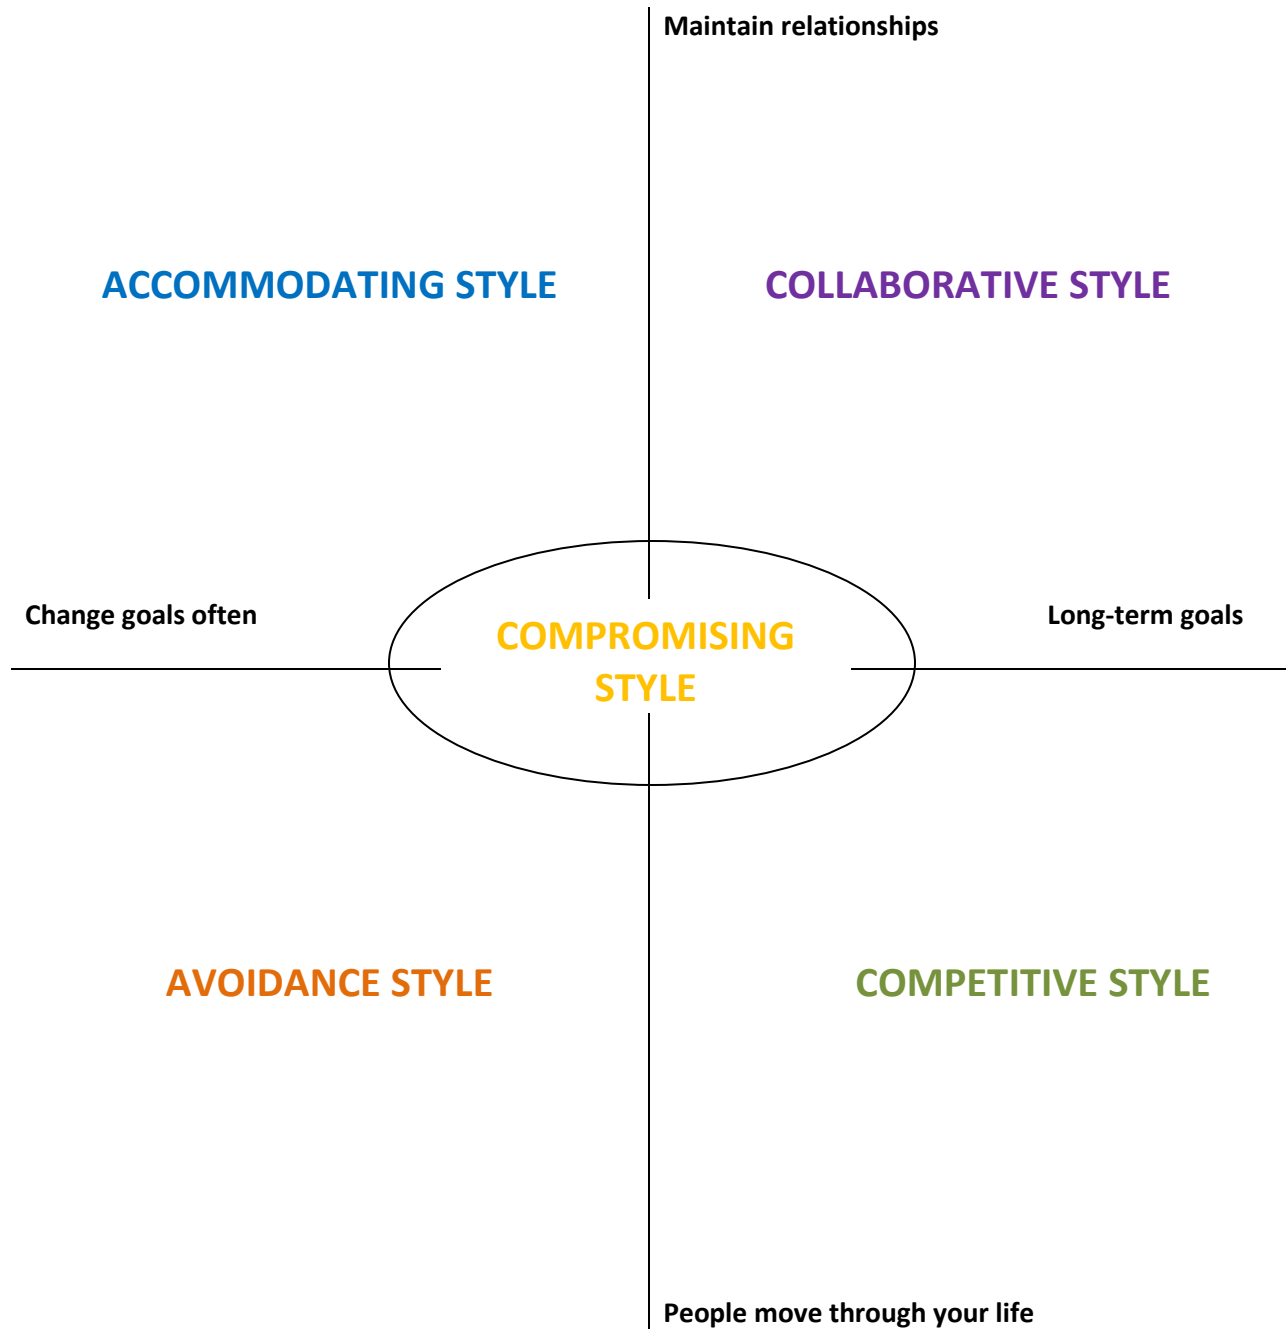 Maintain relationships
ACCOMMODATING STYLE
COLLABORATIVE STYLE
Change goals often
Long-term goals
COMPROMISING
STYLE
AVOIDANCE STYLE
COMPETITIVE STYLE
People move through your life